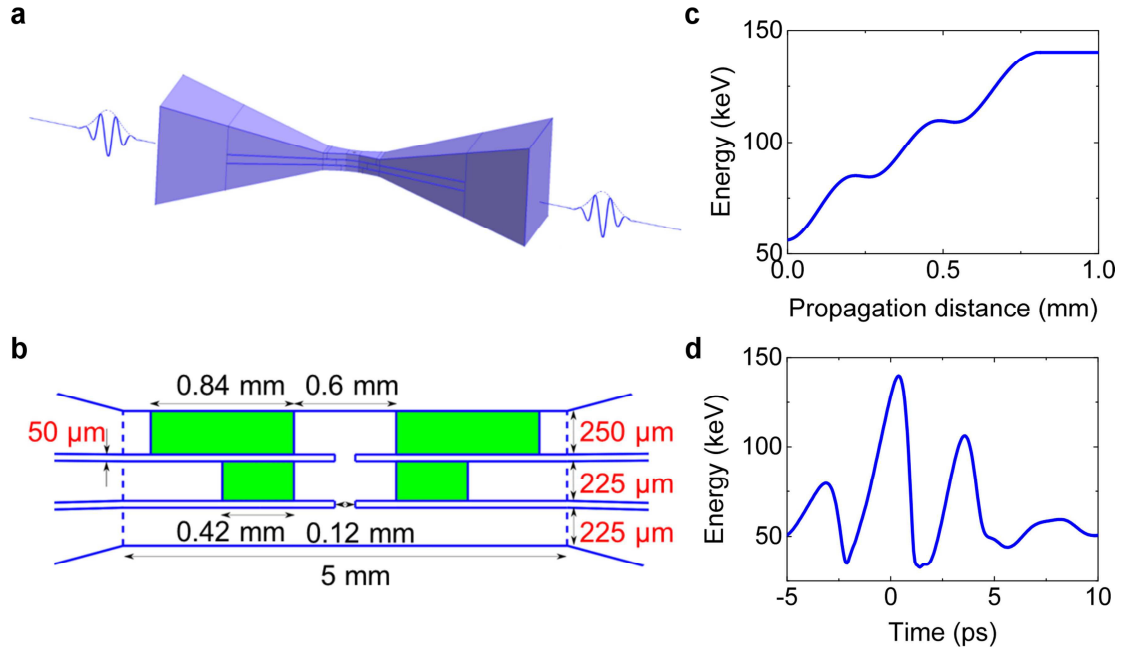 a
b
0.84 mm
0.6 mm
50 μm
250 μm
225 μm
225 μm
0.42 mm
0.12 mm
5 mm
c
150
100
50
Energy (keV)
0.0
0.5
1.0
Propagation distance (mm)
d
150
100
50
Energy (keV)
-5
0
5
10
Time (ps)